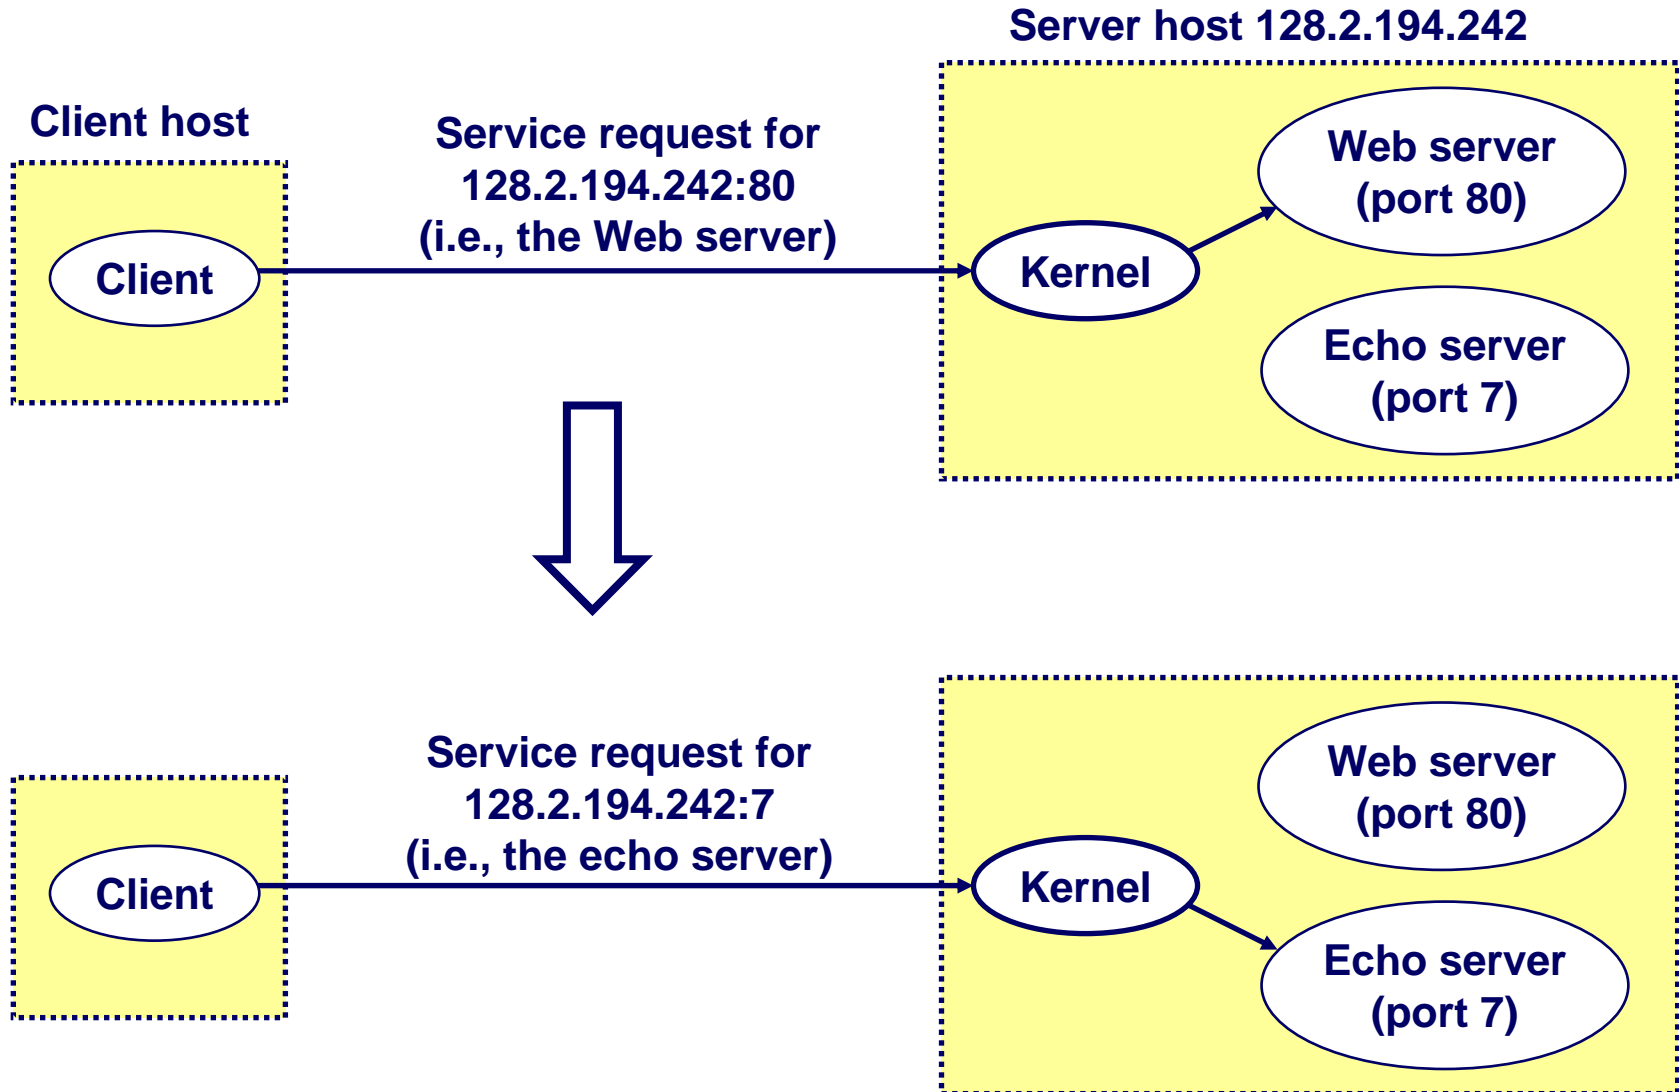 Server host 128.2.194.242
Client host
Service request for
128.2.194.242:80
(i.e., the Web server)
Client
Kernel
Web server
(port 80)
Echo server
(port 7)
Service request for
128.2.194.242:7
(i.e., the echo server)
Client
Kernel
Web server
(port 80)
Echo server
(port 7)